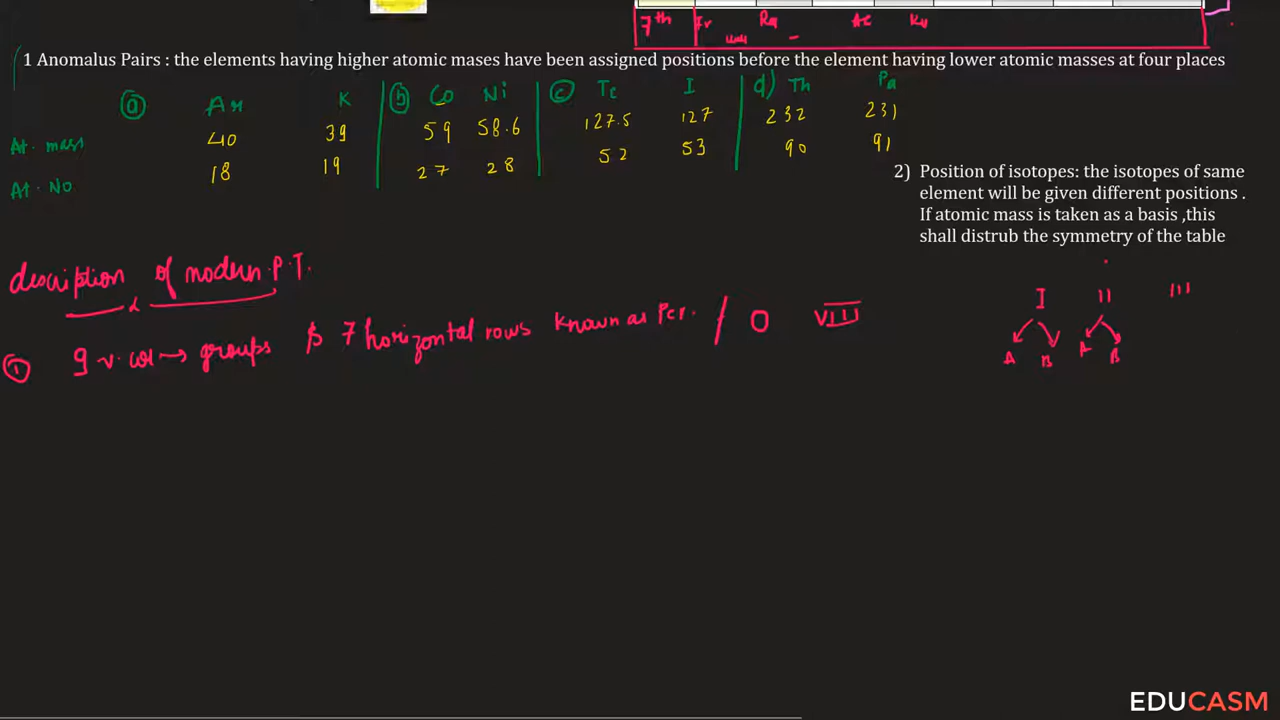 7th Fr Ra Ac Ku
1 Anomalus Pairs : the elements having higher atomic mases have been assigned positions before the element having lower atomic masses at four places
a Ar K b Co Ni c Te I d) Th Pa
At. mass 40 39 59 58.6 127.5 127 232 231
At. No 18 19 27 28 52 53 90 91
2) Position of isotopes: the isotopes of same
element will be given different positions .
If atomic mass is taken as a basis ,this
shall distrub the symmetry of the table
description of modern P.T.
I II III
1 9 v. col → groups & 7 horizontal rows known as Per. / 0 VIII
A B A B
EDUCASM